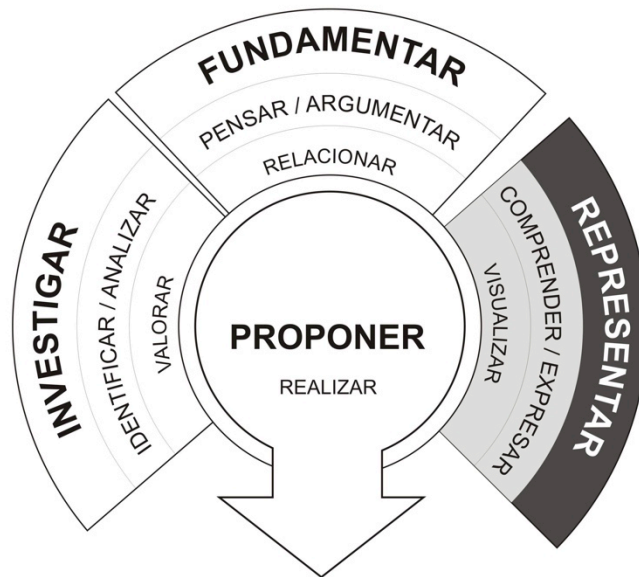 FUNDAMENTAR
PENSAR / ARGUMENTAR
RELACIONAR
INVESTIGAR
IDENTIFICAR / ANALIZAR
VALORAR
PROPONER
REALIZAR
REPRESENTAR
COMPRENDER / EXPRESAR
VISUALIZAR